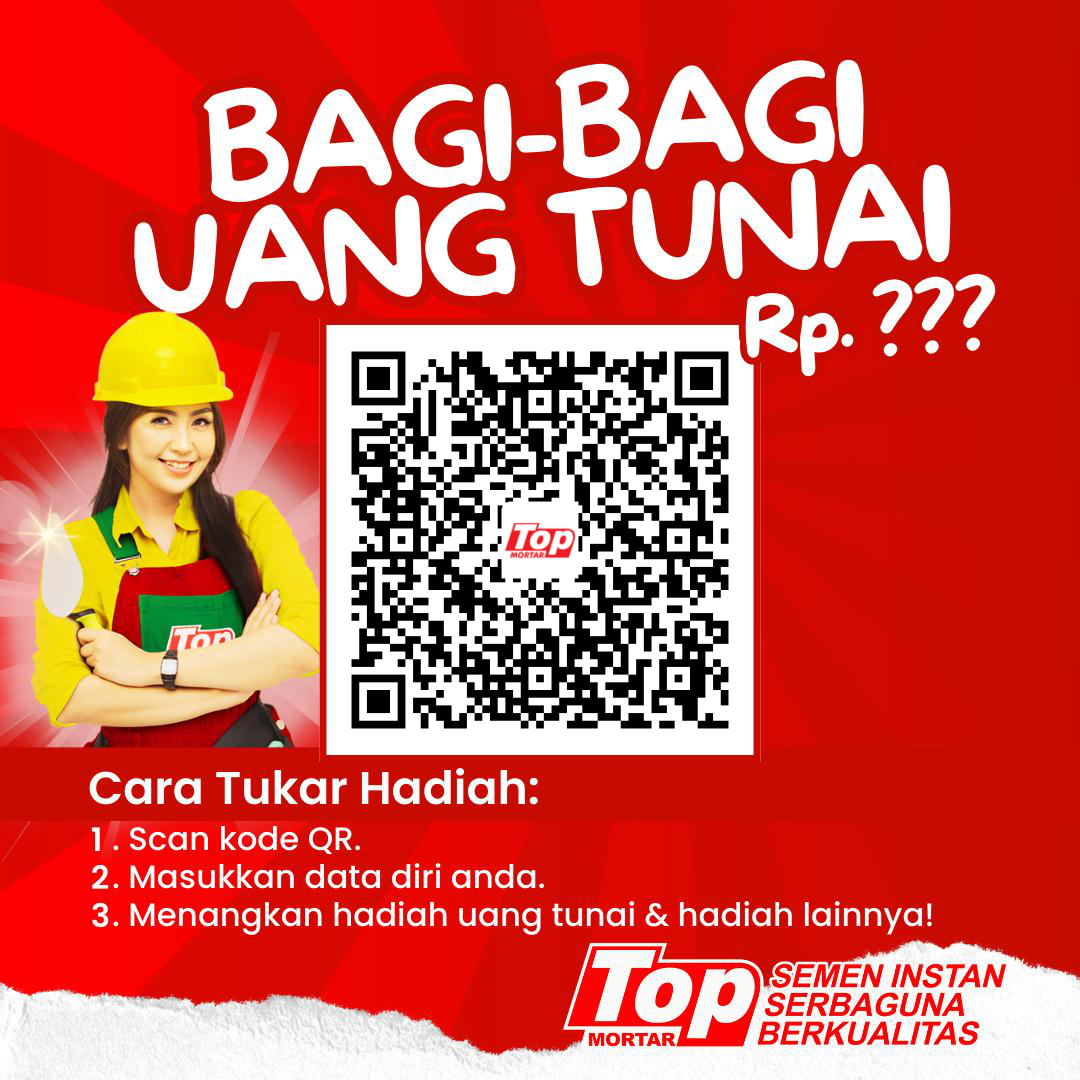 BAGI-BAGI
UANG TUNAI
Rp. ???
Top
MORTAR
Top
Cara Tukar Hadiah:
1. Scan kode QR.
2. Masukkan data diri anda.
3. Menangkan hadiah uang tunai & hadiah lainnya!
Top
MORTAR
SEMEN INSTAN
SERBAGUNA
BERKUALITAS